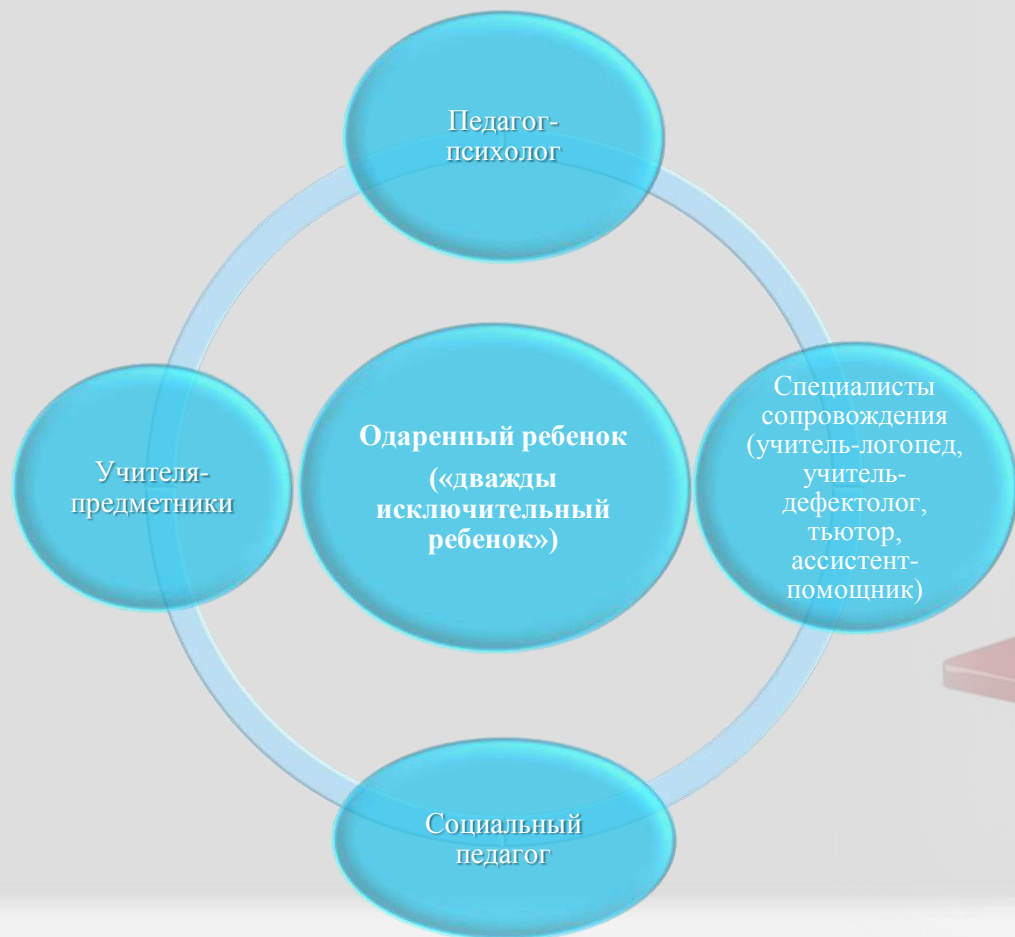 Педагог-
психолог
Учителя-
предметники
Одаренный ребенок
(«дважды
исключительный
ребенок»)
Специалисты
сопровождения
(учитель-логопед,
учитель-
дефектолог,
тьютор,
ассистент-
помощник)
Социальный
педагог